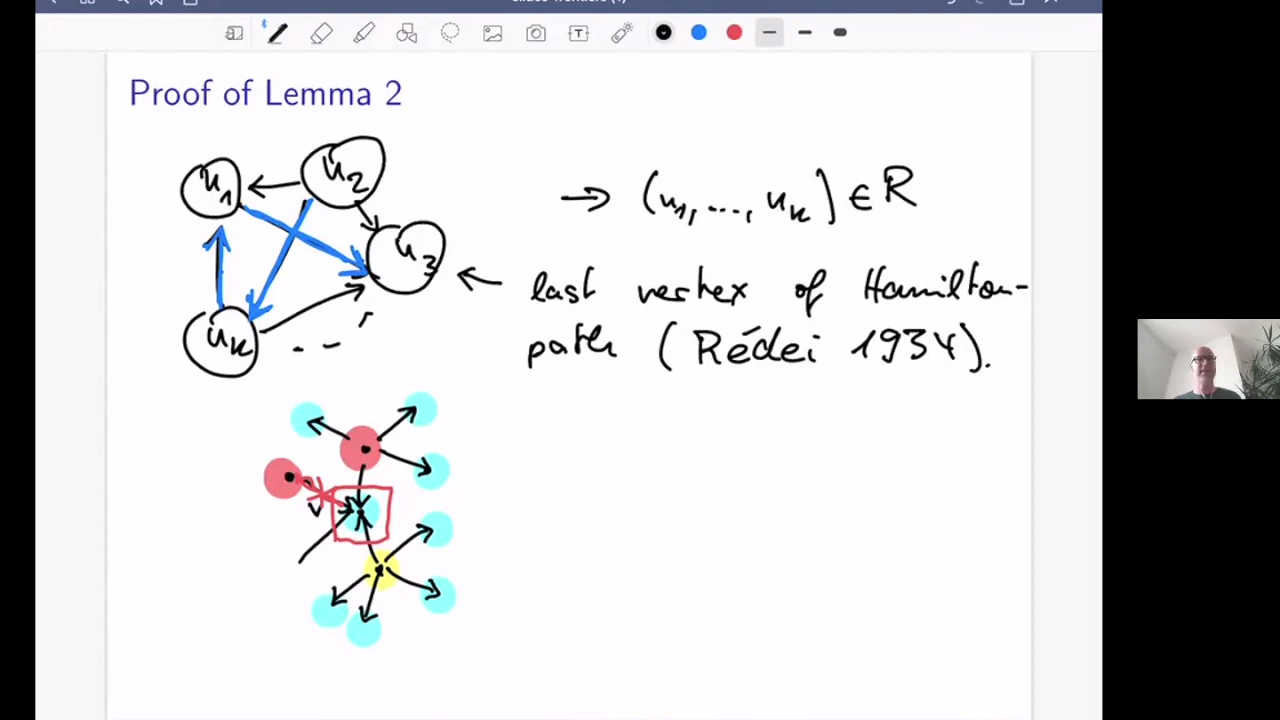 Proof of Lemma 2
u1
u2
u3
uk
→ (u1, ..., uk) ∈ R
← last vertex of Hamilton-
path (Rédei 1934).
v
T